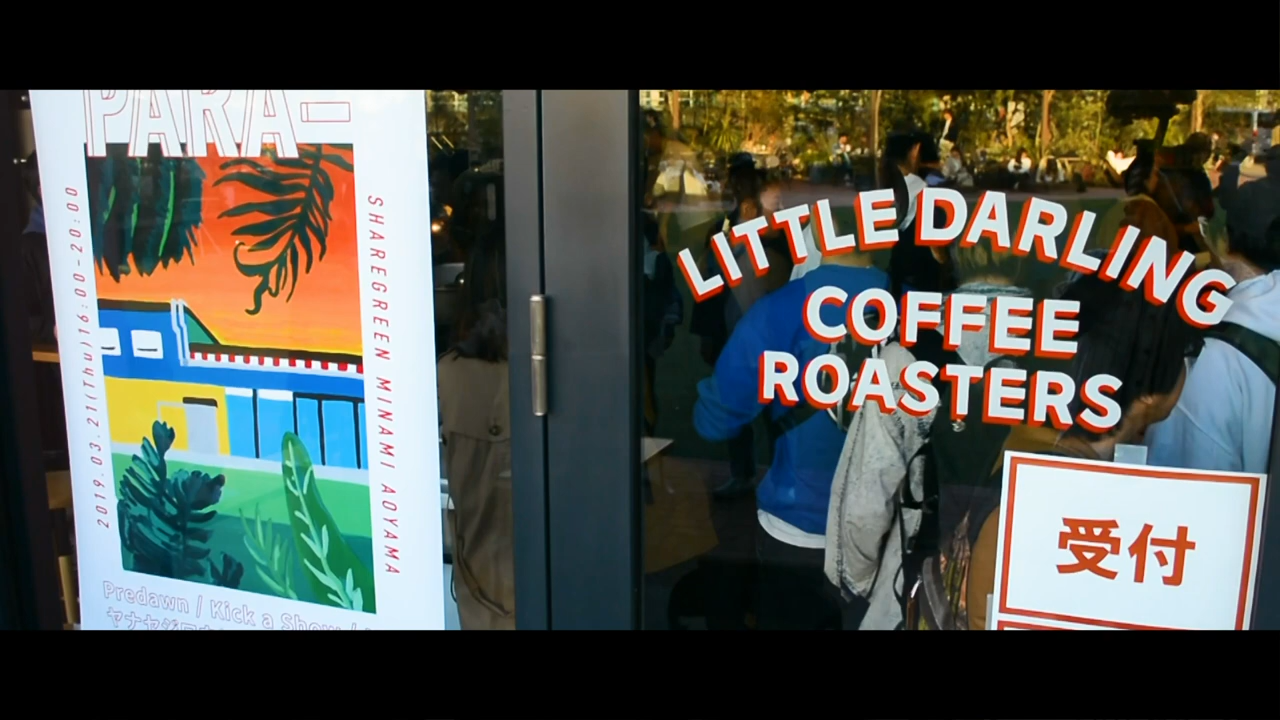 PARA-
2019.03.21(Thu)16:00-20:00
SHAREGREEN MINAMI AOYAMA
Predawn / Kick a Show /
LITTLE DARLING
COFFEE
ROASTERS
受付